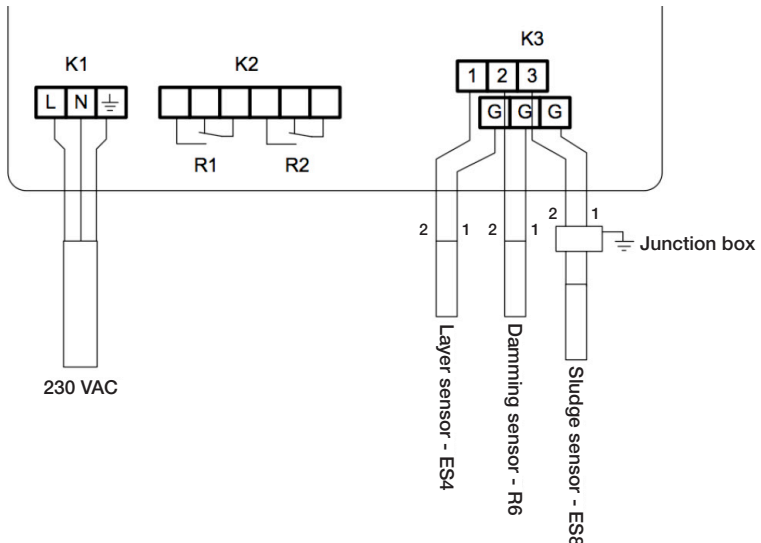 K1
K2
K3
L N
1 2 3
G G G
R1
R2
2 1
2 1
2 1
Junction box
230 VAC
Layer sensor - ES4
Damming sensor - R6
Sludge sensor - ES8